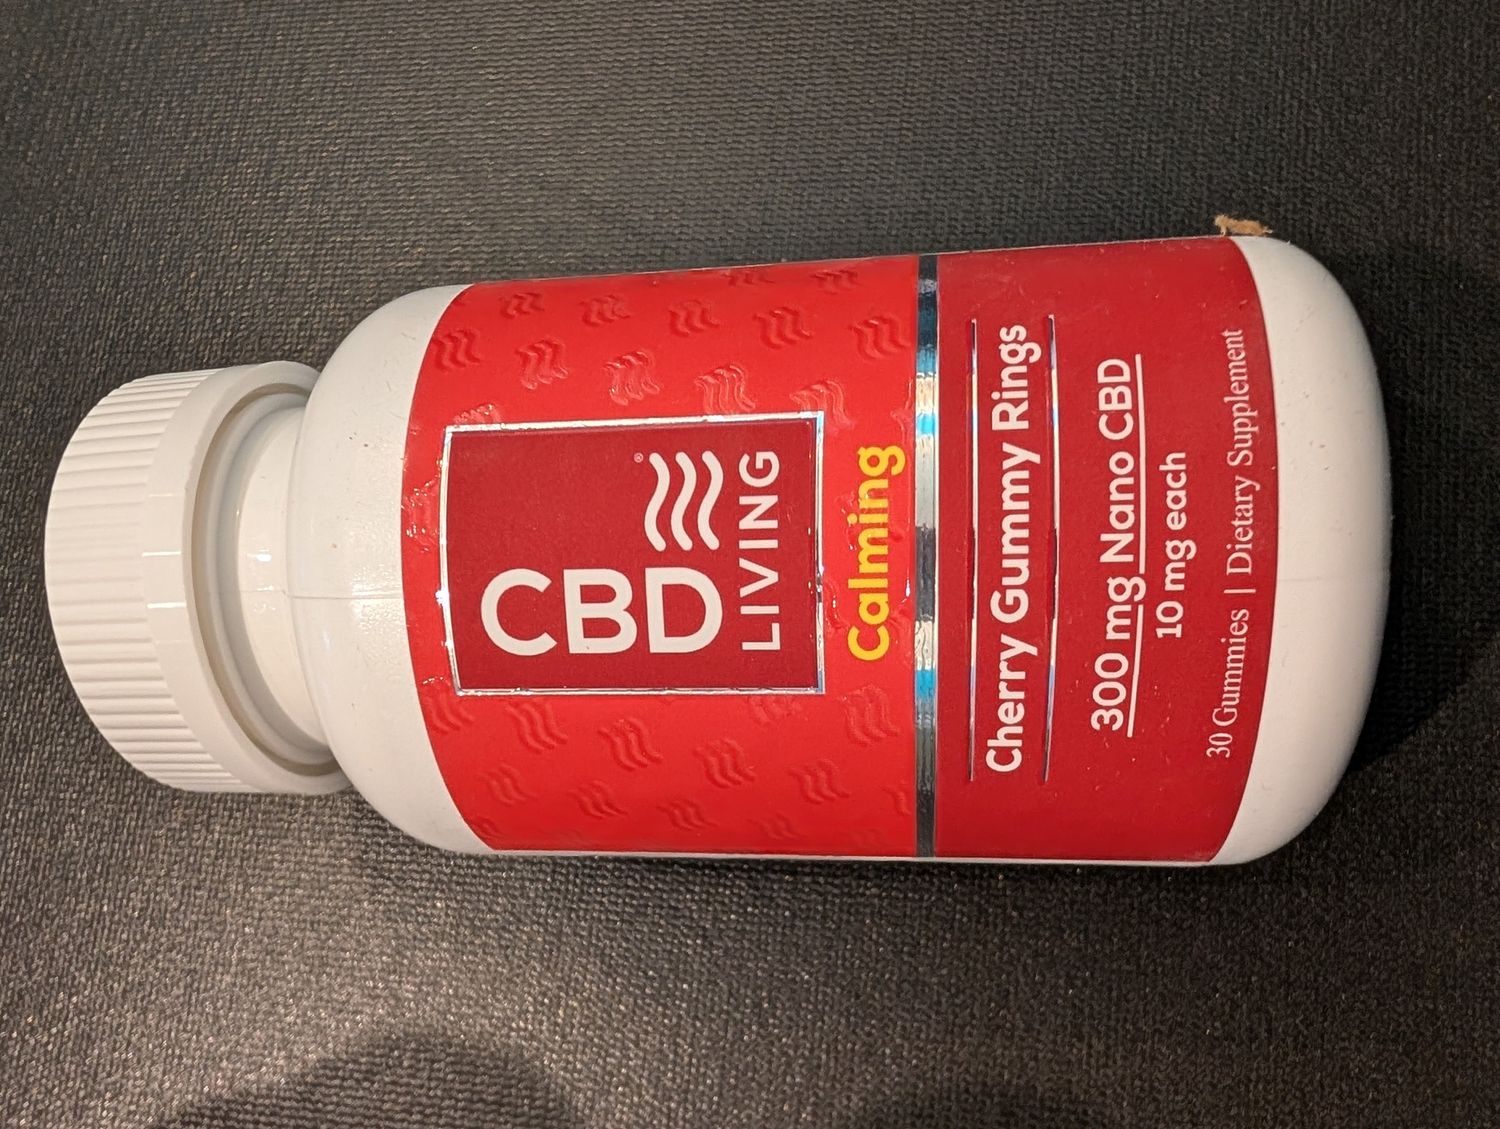 CBD
®
LIVING
Calming
Cherry Gummy Rings
300 mg Nano CBD
10 mg each
30 Gummies | Dietary Supplement